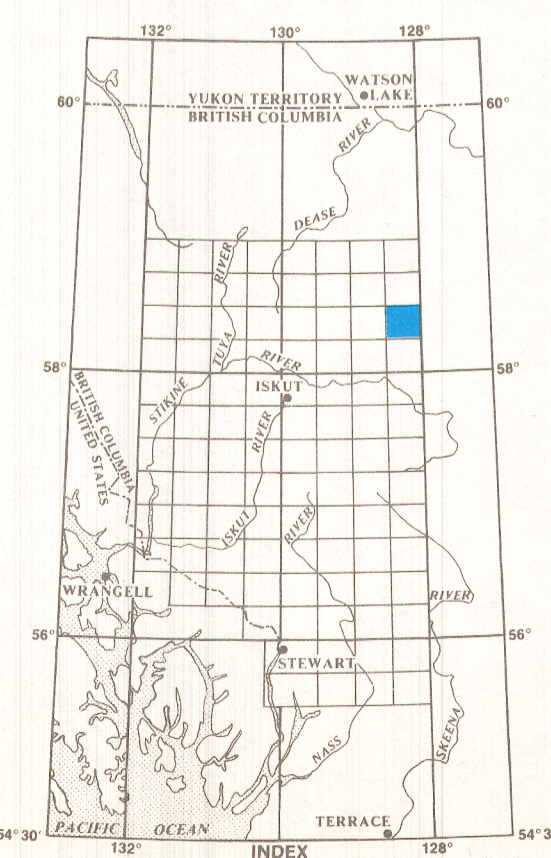 132° 130° 128°
WATSON
LAKE
60° 60°
YUKON TERRITORY
BRITISH COLUMBIA
RIVER
DEASE
RIVER
TUYA
58° 58°
RIVER
STIKINE
ISKUT
BRITISH COLUMBIA
UNITED STATES
RIVER
ISKUT
RIVER
WRANGELL
RIVER
56° 56°
STEWART
NASS
SKEENA
TERRACE
54°30' 54°3
PACIFIC OCEAN
132° 128°
INDEX